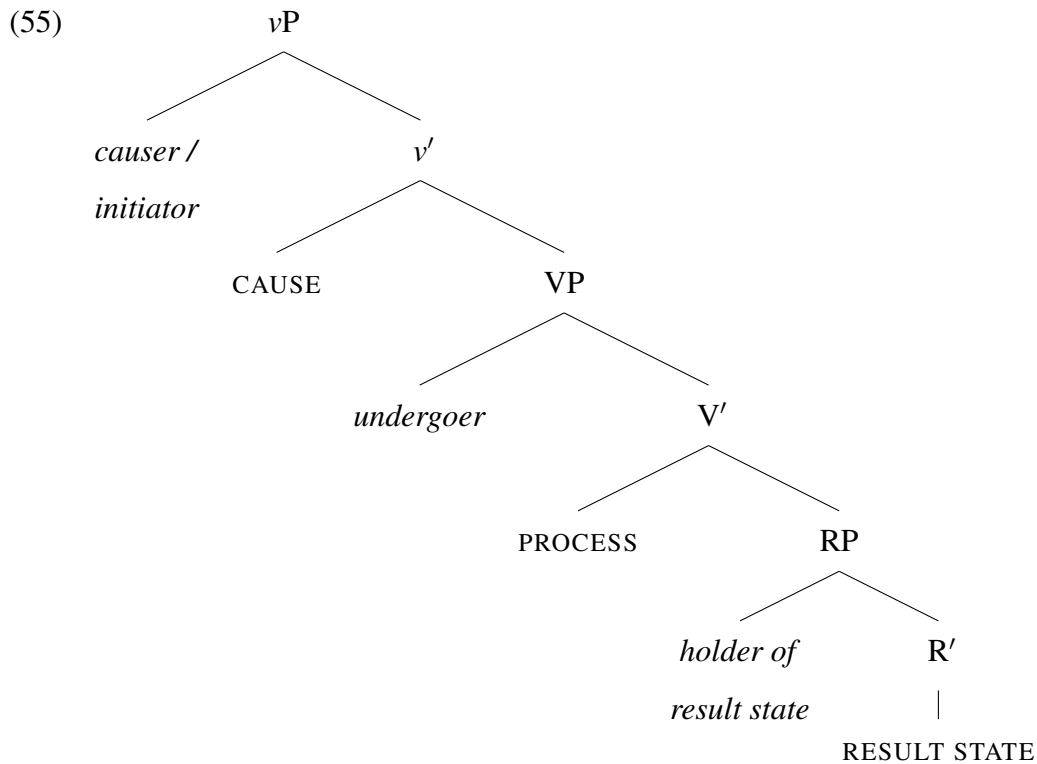 (55) vP
causer / v′
initiator
CAUSE VP
undergoer V′
PROCESS RP
holder of R′
result state
RESULT STATE